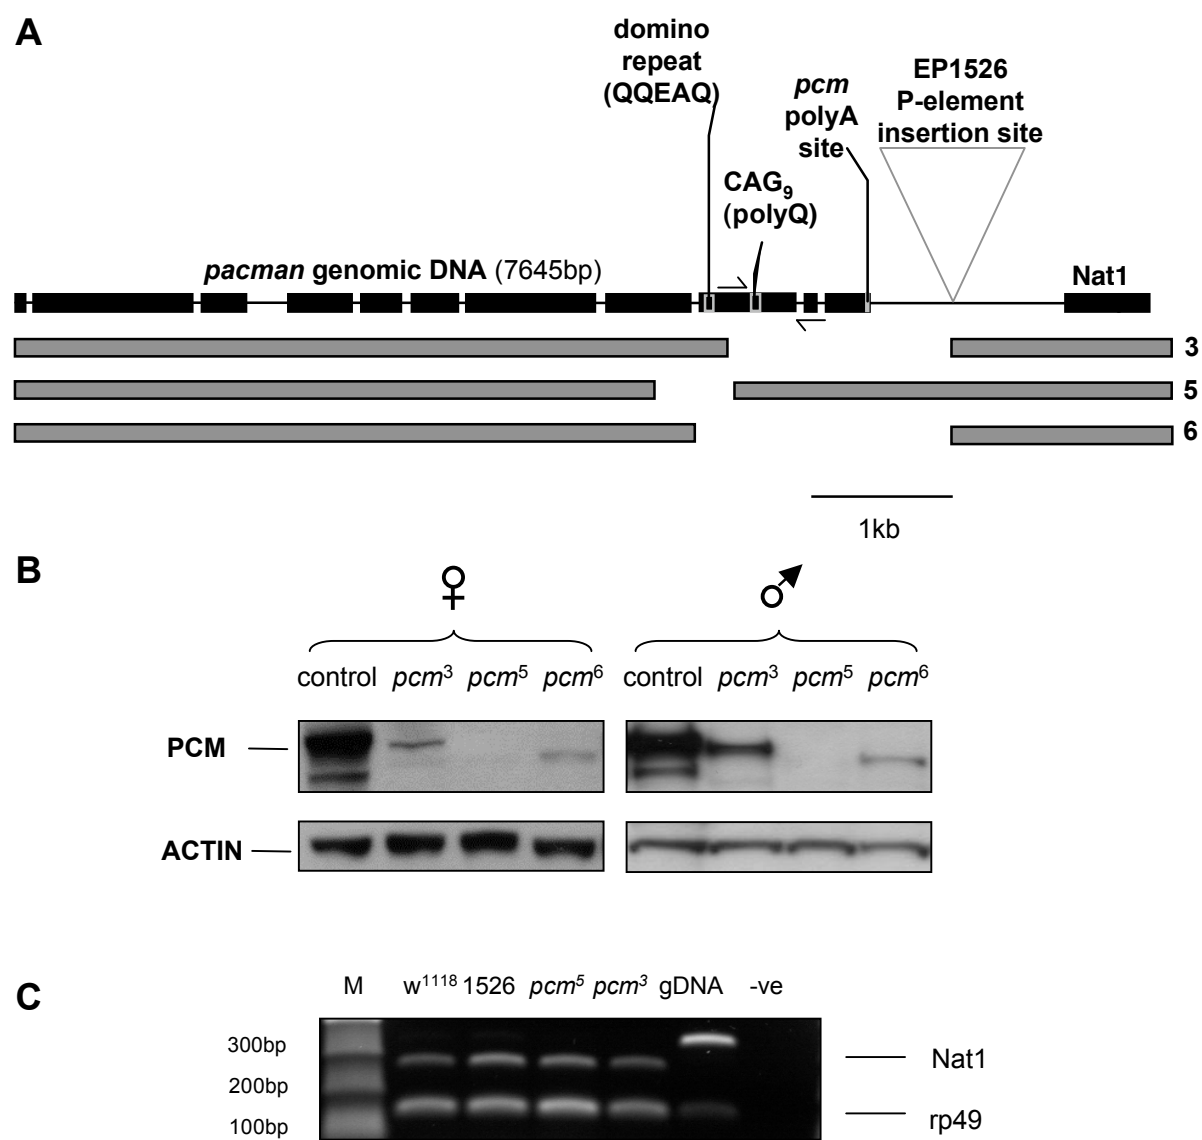 A
domino
repeat
(QQEAQ)
pcm
polyA
site
EP1526
P-element
insertion site
CAG9
(polyQ)
pacman genomic DNA (7645bp)
Nat1
3
5
6
1kb
B
♀
♂
control pcm3 pcm5 pcm6
control pcm3 pcm5 pcm6
PCM
ACTIN
C
M w1118 1526 pcm5 pcm3 gDNA -ve
300bp
200bp
100bp
Nat1
rp49